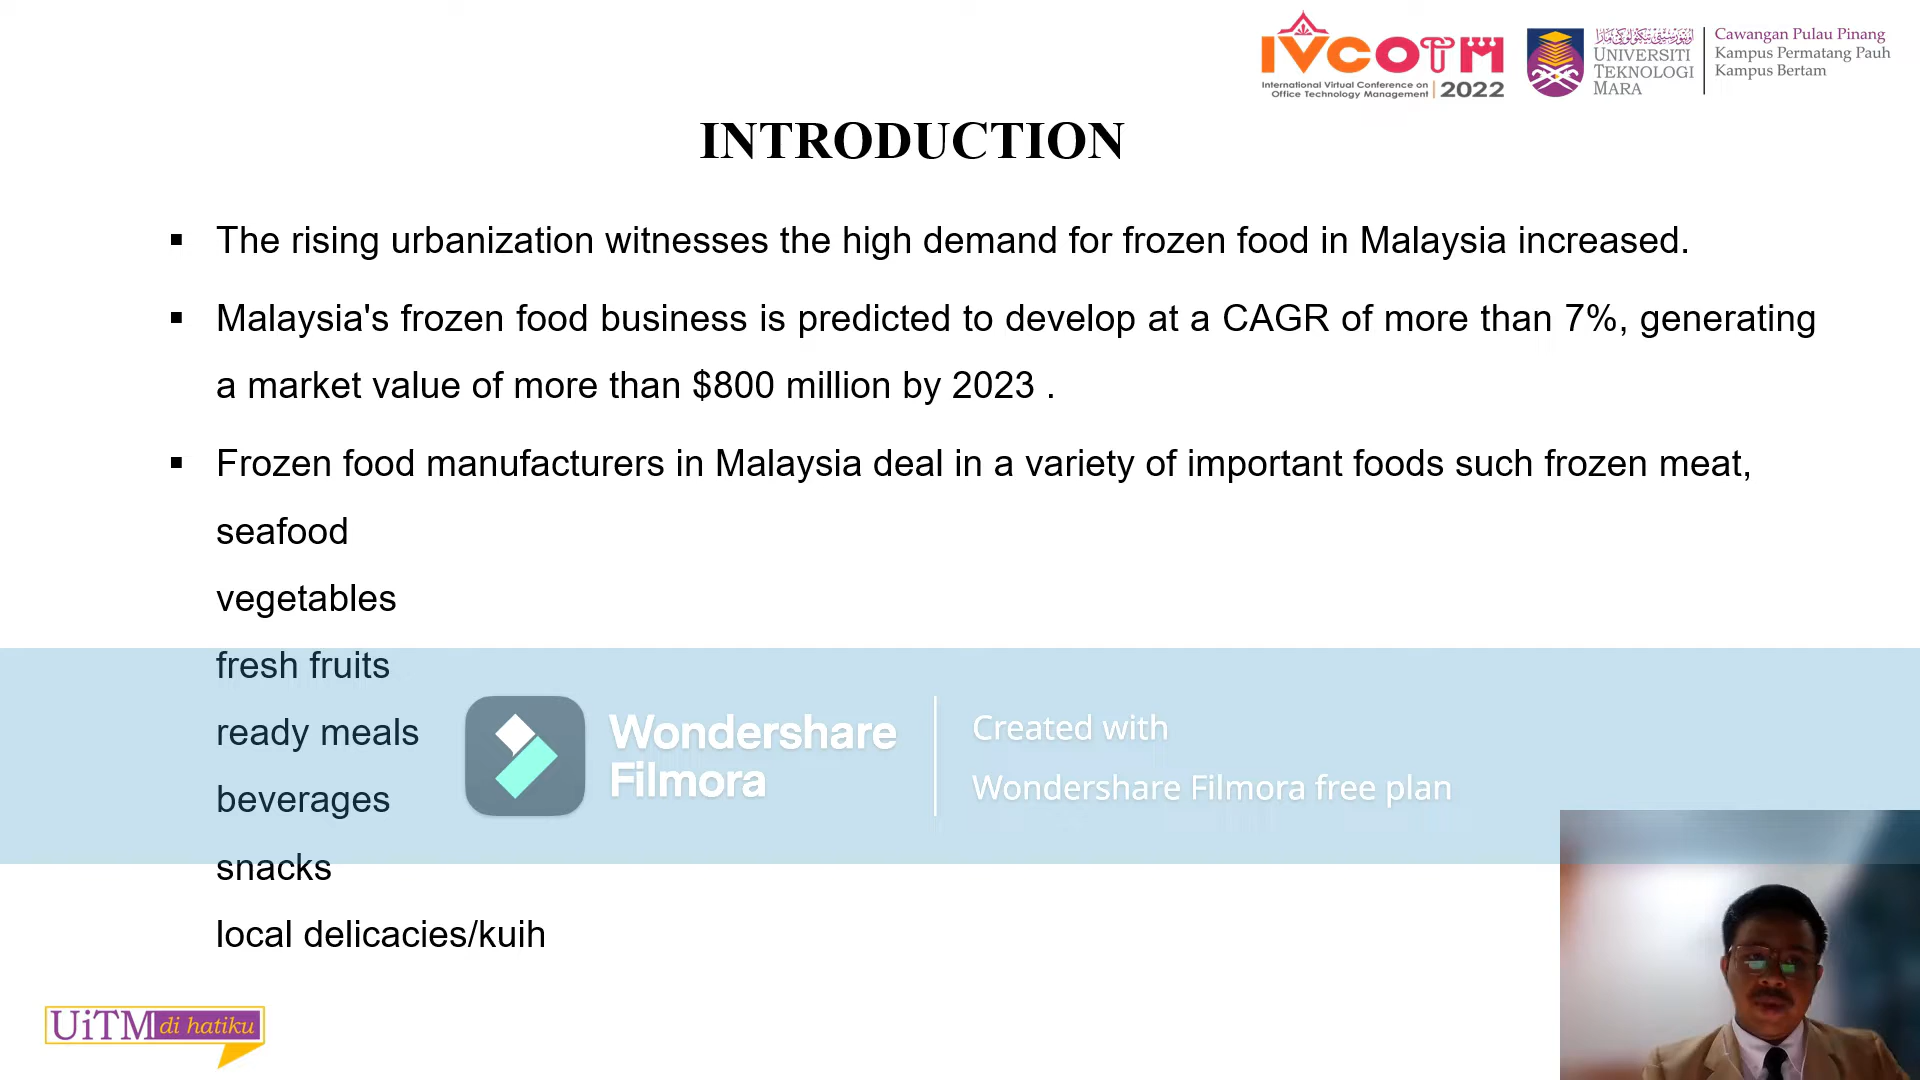 IVCOTM
International Virtual Conference on
Office Technology Management | 2022
UNIVERSITI
TEKNOLOGI
MARA
Cawangan Pulau Pinang
Kampus Permatang Pauh
Kampus Bertam
INTRODUCTION
▪ The rising urbanization witnesses the high demand for frozen food in Malaysia increased.
▪ Malaysia's frozen food business is predicted to develop at a CAGR of more than 7%, generating
a market value of more than $800 million by 2023 .
▪ Frozen food manufacturers in Malaysia deal in a variety of important foods such frozen meat,
seafood
vegetables
fresh fruits
ready meals
beverages
snacks
local delicacies/kuih
Wondershare
Filmora
Created with
Wondershare Filmora free plan
UiTM di hatiku